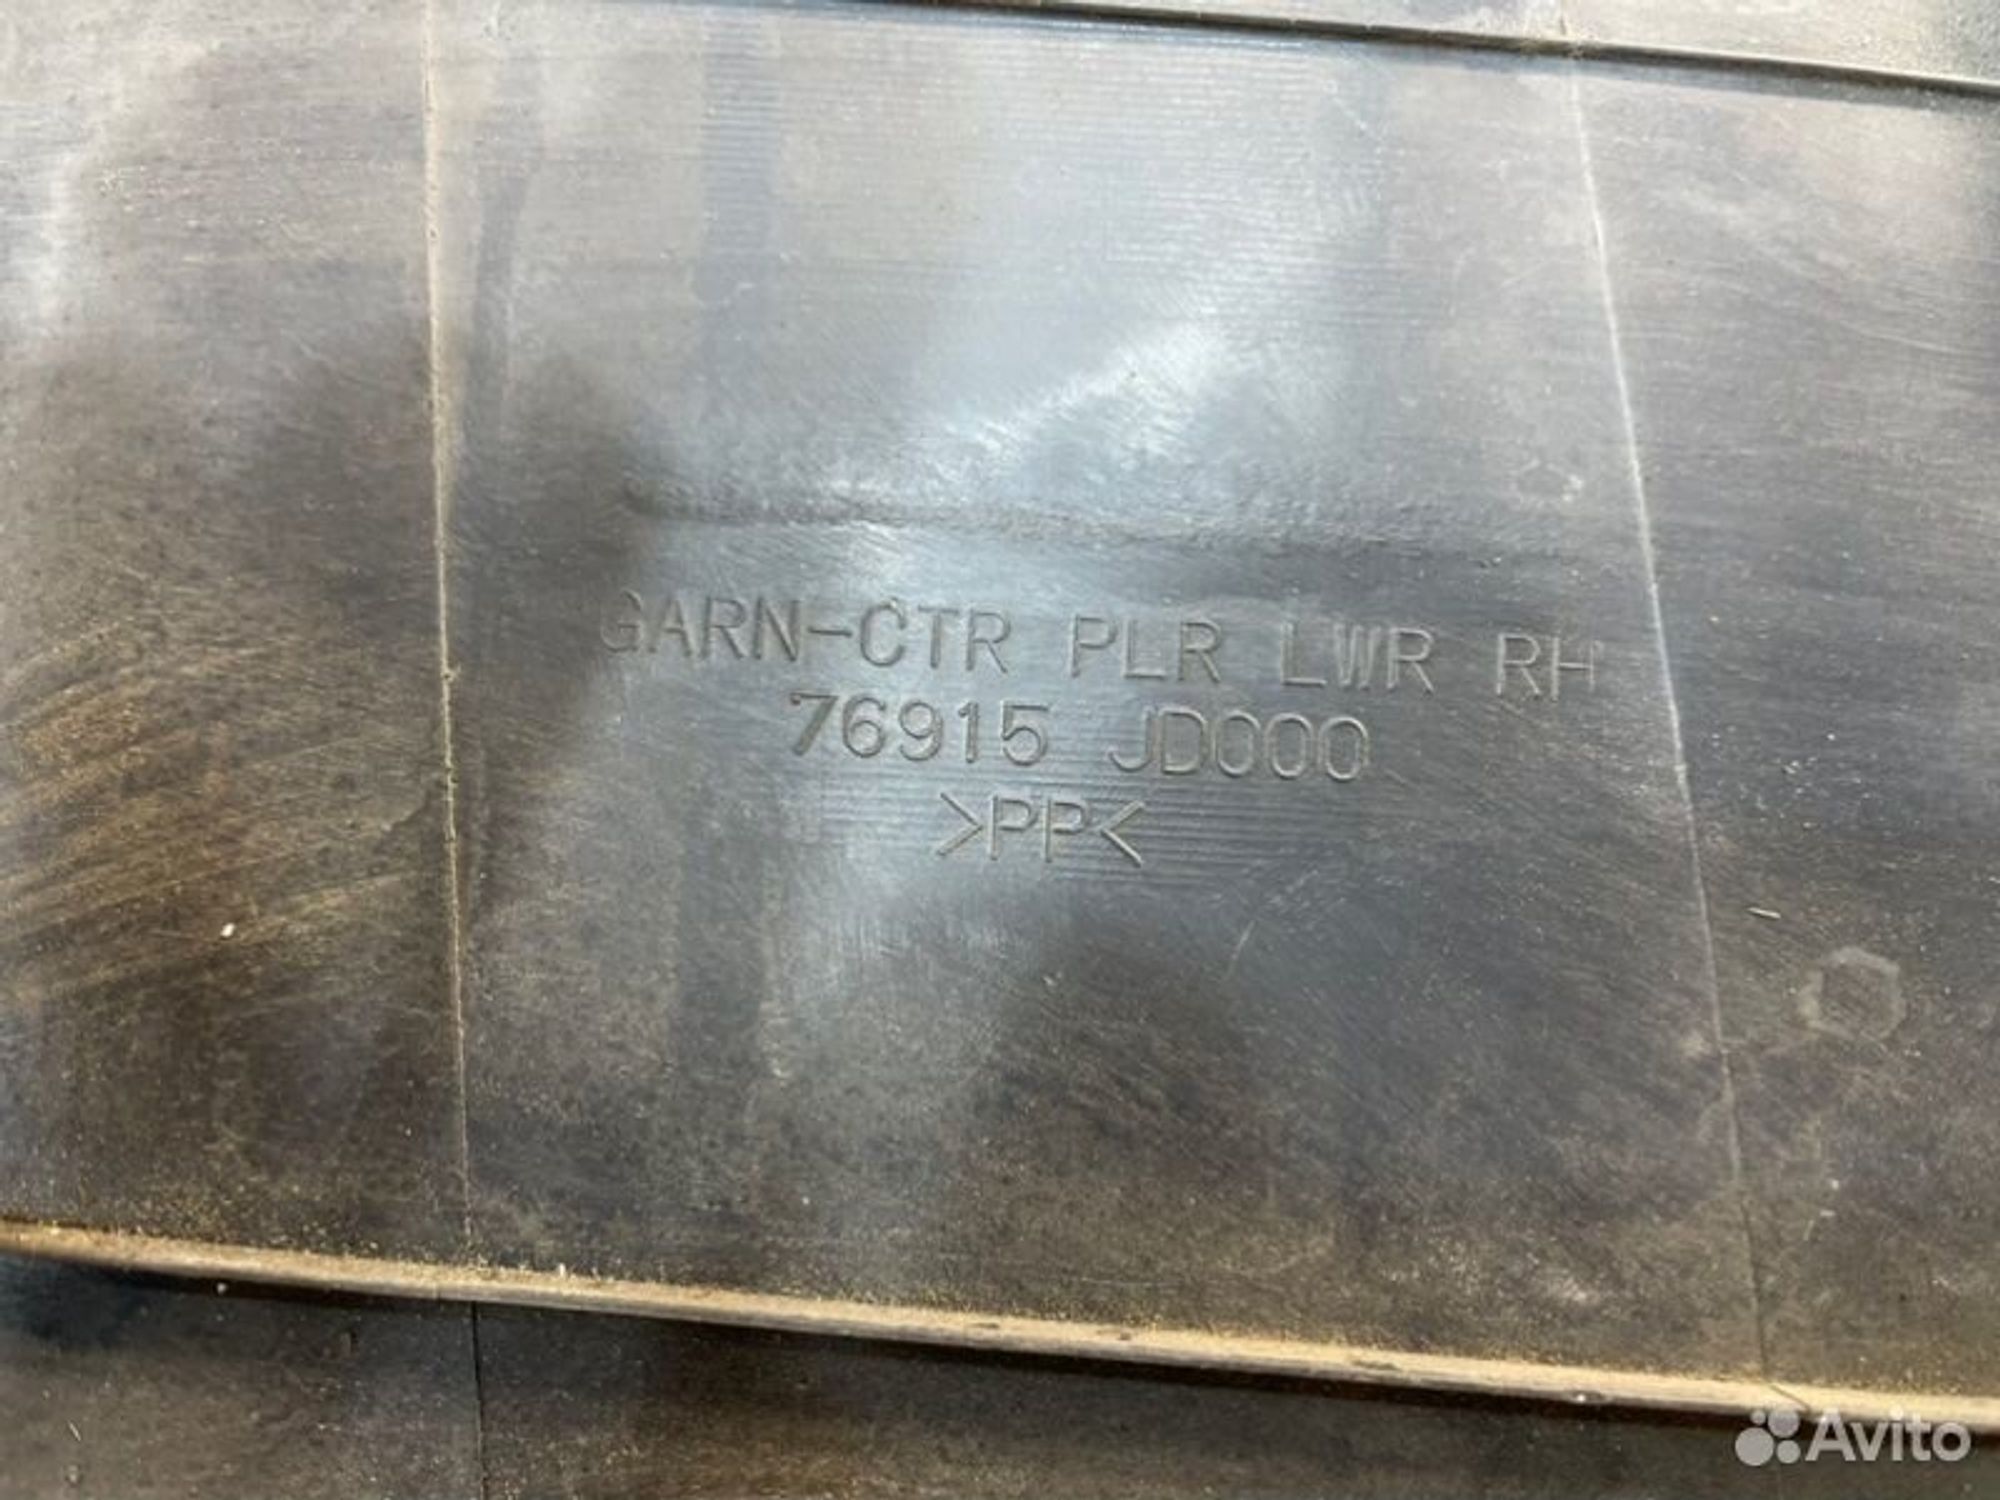 GARN-CTR PLR LWR RH
76915 JD000
>PP<
Avito